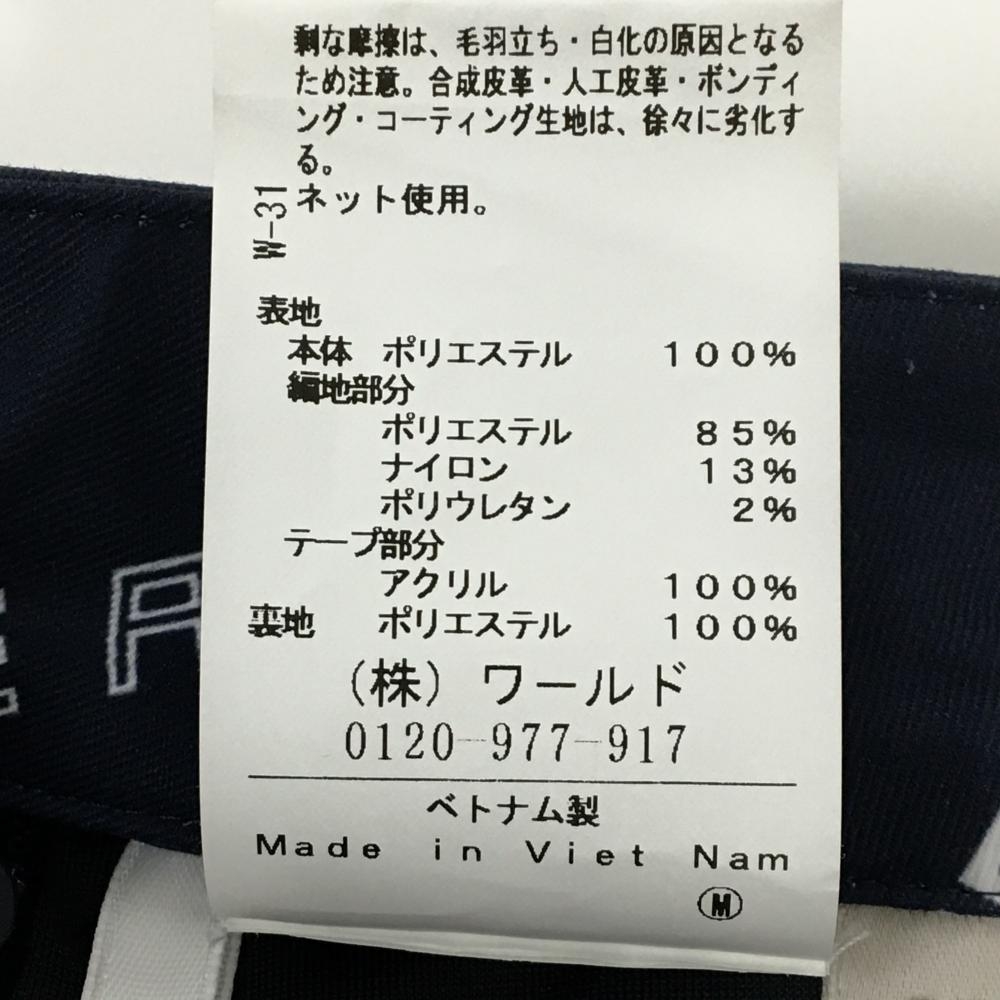 剰な摩擦は、毛羽立ち・白化の原因となる
ため注意。合成皮革・人工皮革・ボンディ
ング・コーティング生地は、徐々に劣化す
る。
ネット使用。
W-31
表地
本体 ポリエステル 100%
編地部分
ポリエステル 85%
ナイロン 13%
ポリウレタン 2%
テープ部分
アクリル 100%
裏地 ポリエステル 100%
(株) ワールド
0120-977-917
ベトナム製
Made in Viet Nam
M